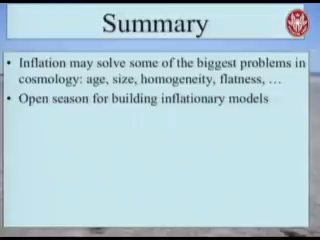 Summary
• Inflation may solve some of the biggest problems in
cosmology: age, size, homogeneity, flatness, …
• Open season for building inflationary models